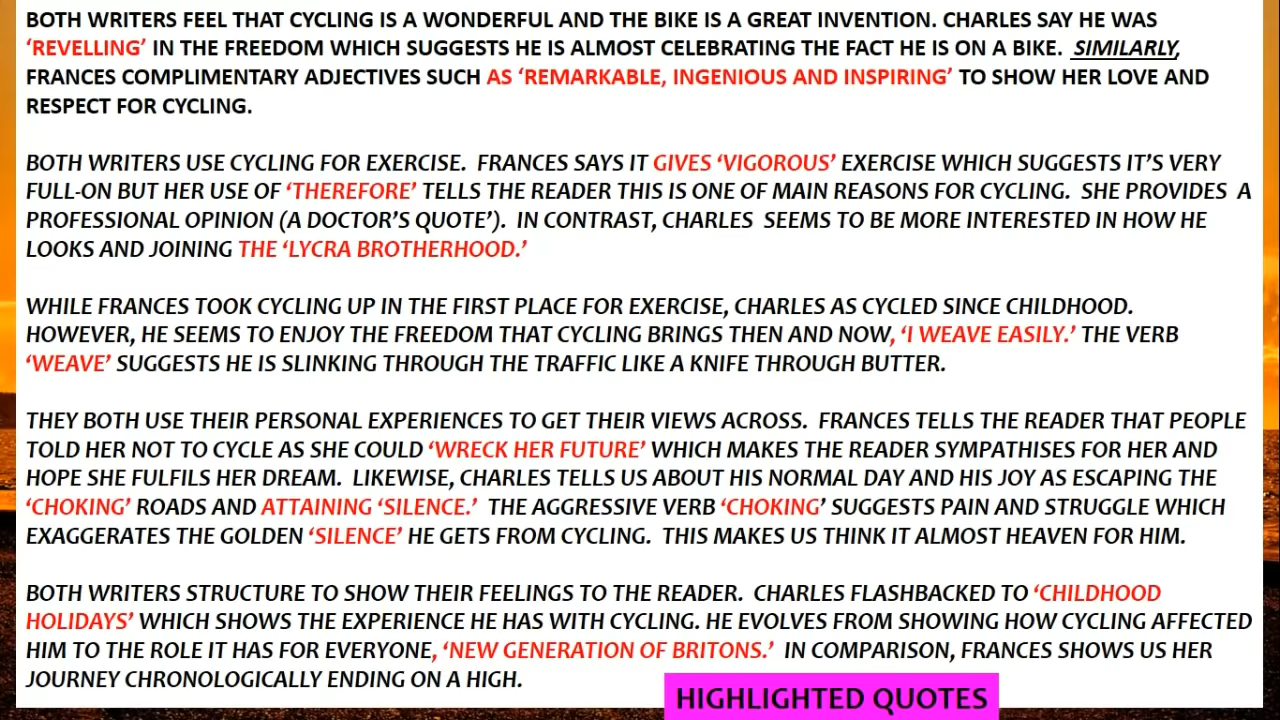 BOTH WRITERS FEEL THAT CYCLING IS A WONDERFUL AND THE BIKE IS A GREAT INVENTION. CHARLES SAY HE WAS
‘REVELLING’ IN THE FREEDOM WHICH SUGGESTS HE IS ALMOST CELEBRATING THE FACT HE IS ON A BIKE. SIMILARLY,
FRANCES COMPLIMENTARY ADJECTIVES SUCH AS ‘REMARKABLE, INGENIOUS AND INSPIRING’ TO SHOW HER LOVE AND
RESPECT FOR CYCLING.
BOTH WRITERS USE CYCLING FOR EXERCISE. FRANCES SAYS IT GIVES ‘VIGOROUS’ EXERCISE WHICH SUGGESTS IT’S VERY
FULL-ON BUT HER USE OF ‘THEREFORE’ TELLS THE READER THIS IS ONE OF MAIN REASONS FOR CYCLING. SHE PROVIDES A
PROFESSIONAL OPINION (A DOCTOR’S QUOTE’). IN CONTRAST, CHARLES SEEMS TO BE MORE INTERESTED IN HOW HE
LOOKS AND JOINING THE ‘LYCRA BROTHERHOOD.’
WHILE FRANCES TOOK CYCLING UP IN THE FIRST PLACE FOR EXERCISE, CHARLES AS CYCLED SINCE CHILDHOOD.
HOWEVER, HE SEEMS TO ENJOY THE FREEDOM THAT CYCLING BRINGS THEN AND NOW, ‘I WEAVE EASILY.’ THE VERB
‘WEAVE’ SUGGESTS HE IS SLINKING THROUGH THE TRAFFIC LIKE A KNIFE THROUGH BUTTER.
THEY BOTH USE THEIR PERSONAL EXPERIENCES TO GET THEIR VIEWS ACROSS. FRANCES TELLS THE READER THAT PEOPLE
TOLD HER NOT TO CYCLE AS SHE COULD ‘WRECK HER FUTURE’ WHICH MAKES THE READER SYMPATHISES FOR HER AND
HOPE SHE FULFILS HER DREAM. LIKEWISE, CHARLES TELLS US ABOUT HIS NORMAL DAY AND HIS JOY AS ESCAPING THE
‘CHOKING’ ROADS AND ATTAINING ‘SILENCE.’ THE AGGRESSIVE VERB ‘CHOKING’ SUGGESTS PAIN AND STRUGGLE WHICH
EXAGGERATES THE GOLDEN ‘SILENCE’ HE GETS FROM CYCLING. THIS MAKES US THINK IT ALMOST HEAVEN FOR HIM.
BOTH WRITERS STRUCTURE TO SHOW THEIR FEELINGS TO THE READER. CHARLES FLASHBACKED TO ‘CHILDHOOD
HOLIDAYS’ WHICH SHOWS THE EXPERIENCE HE HAS WITH CYCLING. HE EVOLVES FROM SHOWING HOW CYCLING AFFECTED
HIM TO THE ROLE IT HAS FOR EVERYONE, ‘NEW GENERATION OF BRITONS.’ IN COMPARISON, FRANCES SHOWS US HER
JOURNEY CHRONOLOGICALLY ENDING ON A HIGH.
HIGHLIGHTED QUOTES